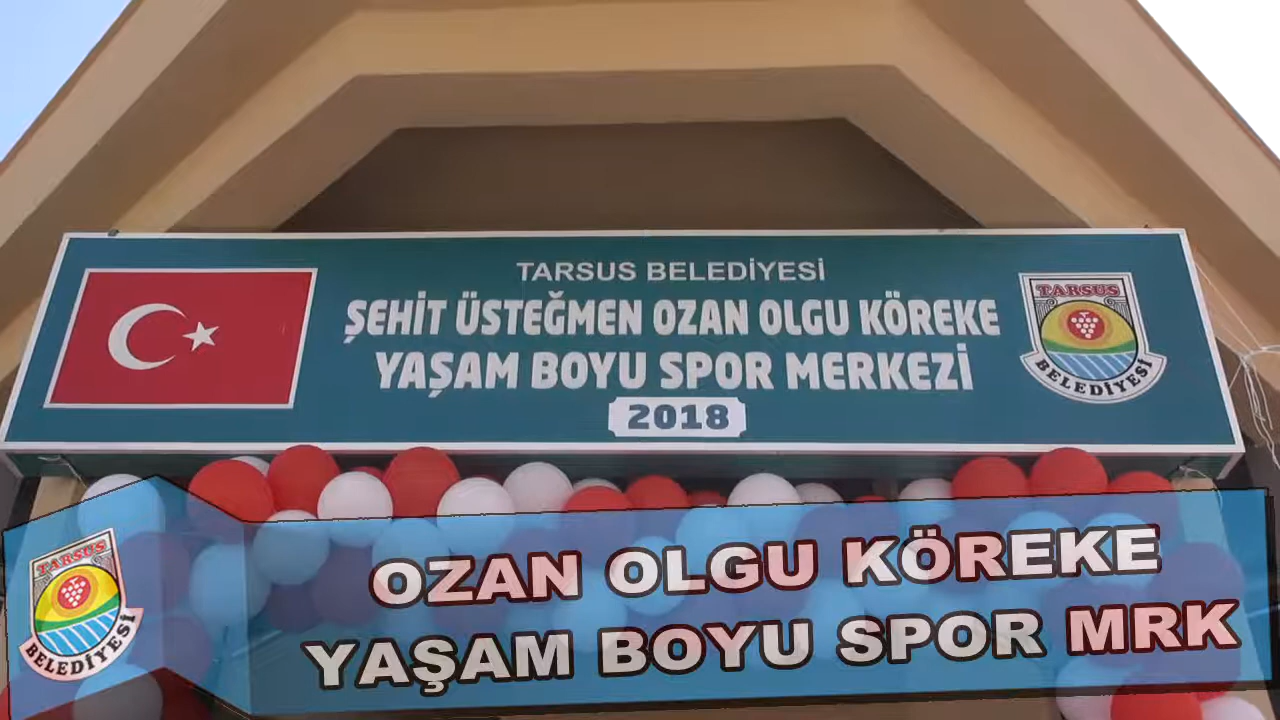 TARSUS BELEDİYESİ
ŞEHİT ÜSTEĞMEN OZAN OLGU KÖREKE
YAŞAM BOYU SPOR MERKEZİ
2018
TARSUS
BELEDİYESİ
TARSUS
BELEDİYESİ
OZAN OLGU KÖREKE
YAŞAM BOYU SPOR MRK